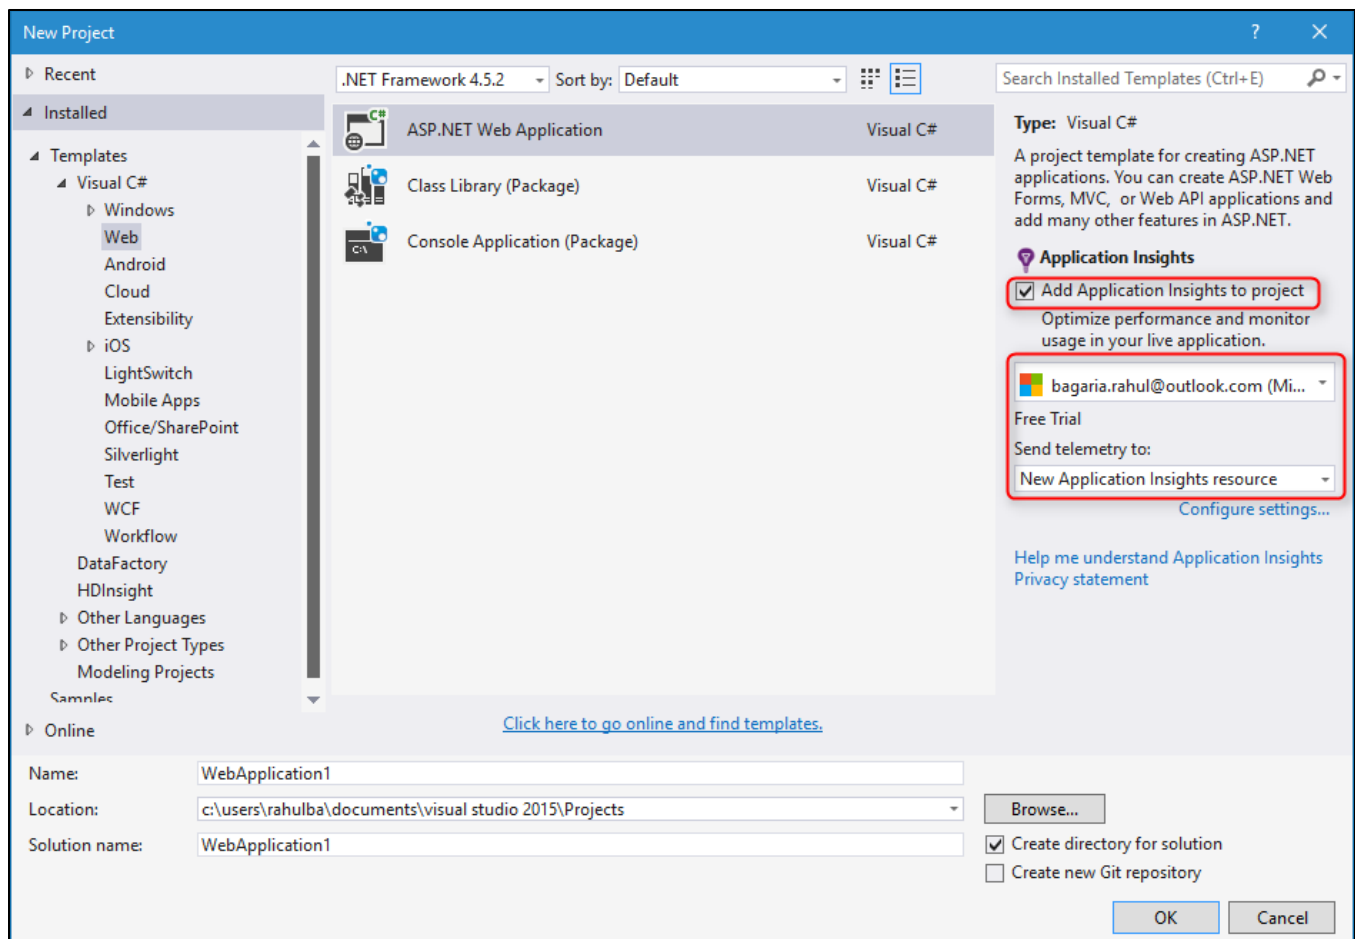 New Project
?
Recent
Installed
Templates
Visual C#
Windows
Web
Android
Cloud
Extensibility
iOS
LightSwitch
Mobile Apps
Office/SharePoint
Silverlight
Test
WCF
Workflow
DataFactory
HDInsight
Other Languages
Other Project Types
Modeling Projects
Samples
Online
.NET Framework 4.5.2
Sort by: Default
C# ASP.NET Web Application Visual C#
Class Library (Package) Visual C#
C:\ Console Application (Package) Visual C#
Click here to go online and find templates.
Search Installed Templates (Ctrl+E)
Type: Visual C#
A project template for creating ASP.NET
applications. You can create ASP.NET Web
Forms, MVC, or Web API applications and
add many other features in ASP.NET.
Application Insights
Add Application Insights to project
Optimize performance and monitor
usage in your live application.
bagaria.rahul@outlook.com (Mi...
Free Trial
Send telemetry to:
New Application Insights resource
Configure settings...
Help me understand Application Insights
Privacy statement
Name: WebApplication1
Location: c:\users\rahulba\documents\visual studio 2015\Projects
Browse...
Solution name: WebApplication1
Create directory for solution
Create new Git repository
OK
Cancel